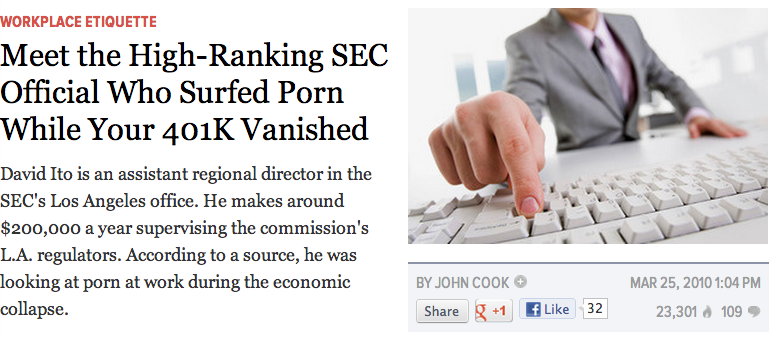 WORKPLACE ETIQUETTE
Meet the High-Ranking SEC
Official Who Surfed Porn
While Your 401K Vanished
David Ito is an assistant regional director in the
SEC's Los Angeles office. He makes around
$200,000 a year supervising the commission's
L.A. regulators. According to a source, he was
looking at porn at work during the economic
collapse.
BY JOHN COOK
MAR 25, 2010 1:04 PM
Share g +1 f Like 32
23,301 109